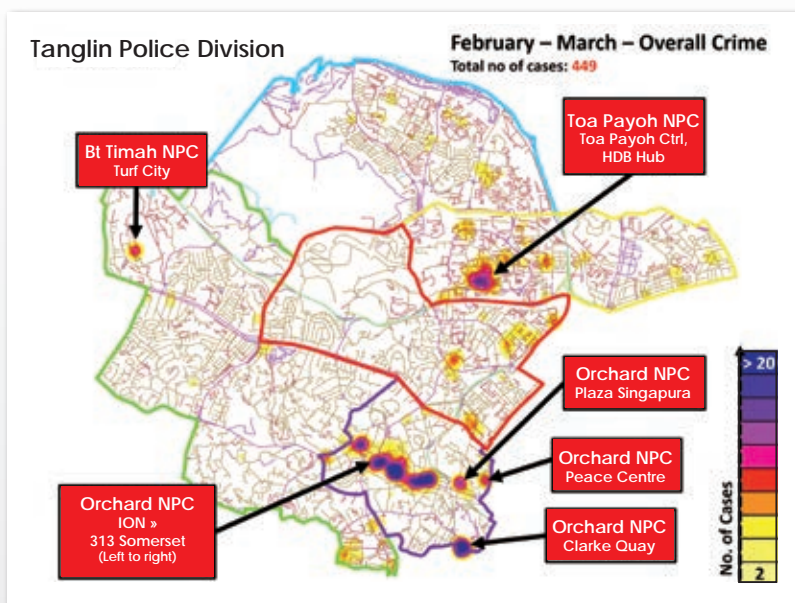 Tanglin Police Division
February – March – Overall Crime
Total no of cases: 449
Bt Timah NPC
Turf City
Toa Payoh NPC
Toa Payoh Ctrl,
HDB Hub
> 20
Orchard NPC
Plaza Singapura
Orchard NPC
Peace Centre
Orchard NPC
ION »
313 Somerset
(Left to right)
Orchard NPC
Clarke Quay
No. of Cases
2